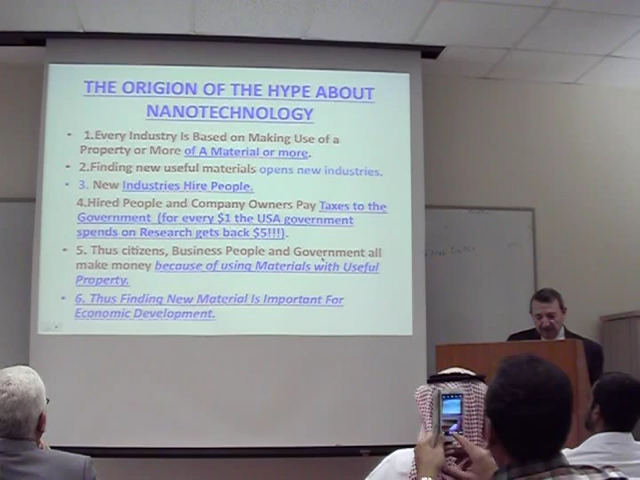 THE ORIGION OF THE HYPE ABOUT
NANOTECHNOLOGY
• 1.Every Industry Is Based on Making Use of a
Property or More of A Material or more.
• 2.Finding new useful materials opens new industries.
• 3. New Industries Hire People.
4.Hired People and Company Owners Pay Taxes to the
Government (for every $1 the USA government
spends on Research gets back $5!!!).
• 5. Thus citizens, Business People and Government all
make money because of using Materials with Useful
Property.
• 6. Thus Finding New Material Is Important For
Economic Development.